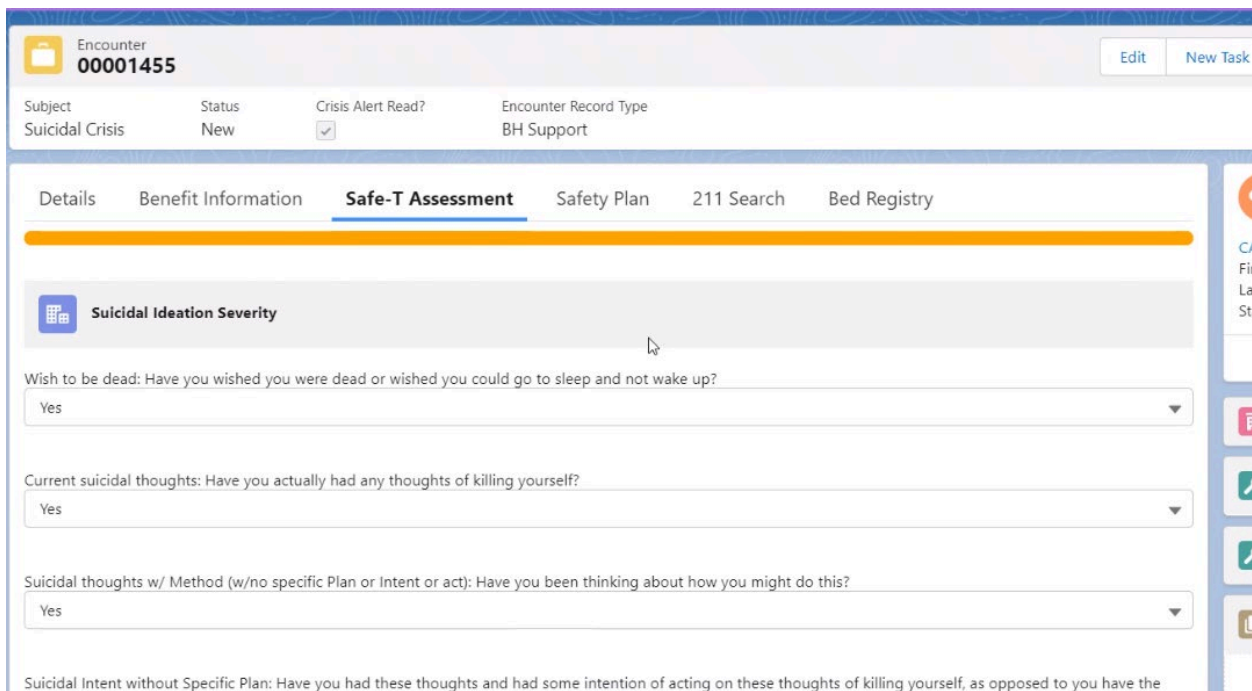 Encounter
00001455
Edit
New Task
Subject
Status
Crisis Alert Read?
Encounter Record Type
Suicidal Crisis
New
BH Support
Details
Benefit Information
Safe-T Assessment
Safety Plan
211 Search
Bed Registry
Suicidal Ideation Severity
Wish to be dead: Have you wished you were dead or wished you could go to sleep and not wake up?
Yes
Current suicidal thoughts: Have you actually had any thoughts of killing yourself?
Yes
Suicidal thoughts w/ Method (w/no specific Plan or Intent or act): Have you been thinking about how you might do this?
Yes
Suicidal Intent without Specific Plan: Have you had these thoughts and had some intention of acting on these thoughts of killing yourself, as opposed to you have the